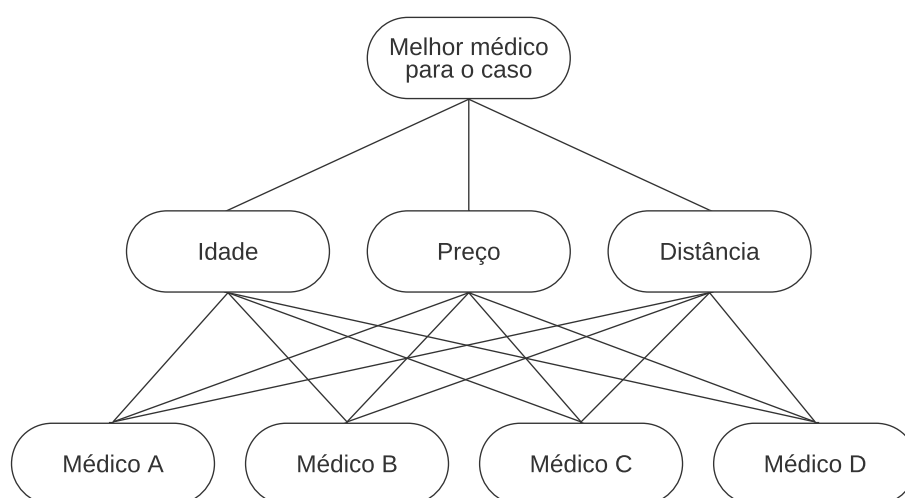 Melhor médico
para o caso
Idade
Preço
Distância
Médico A
Médico B
Médico C
Médico D